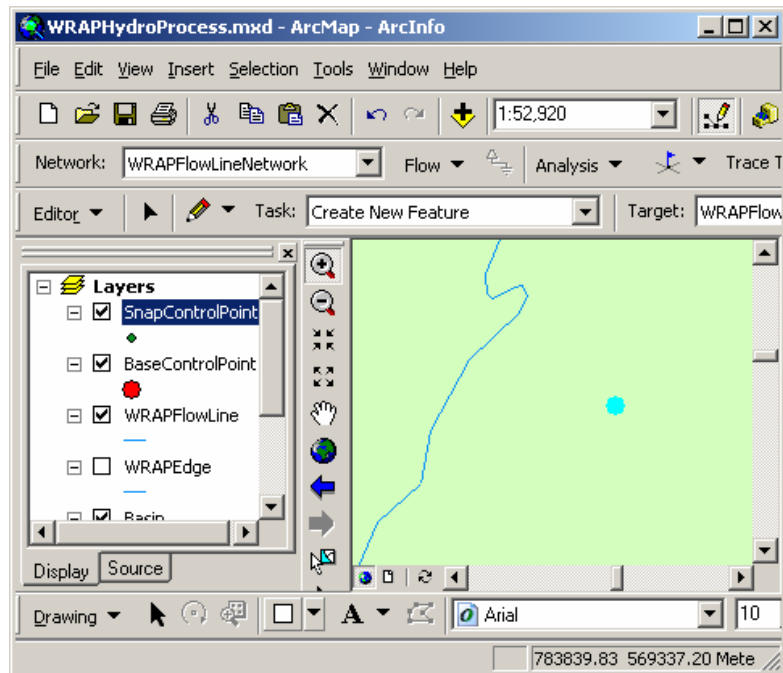 WRAPHydroProcess.mxd - ArcMap - ArcInfo
File Edit View Insert Selection Tools Window Help
1:52,920
Network: WRAPFlowLineNetwork Flow Analysis Trace T
Editor Task: Create New Feature Target: WRAPFlow
Layers
SnapControlPoint
BaseControlPoint
WRAPFlowLine
WRAPEdge
Basin
Display Source
Drawing A Arial 10
783839.83 569337.20 Mete